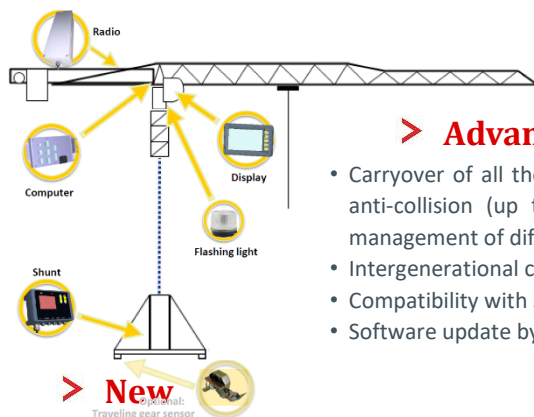 Radio
Computer
Display
Flashing light
Shunt
> New
Optional:
Traveling gear sensor
> Advan
• Carryover of all the
anti-collision (up t
management of dif
• Intergenerational c
• Compatibility with
• Software update by